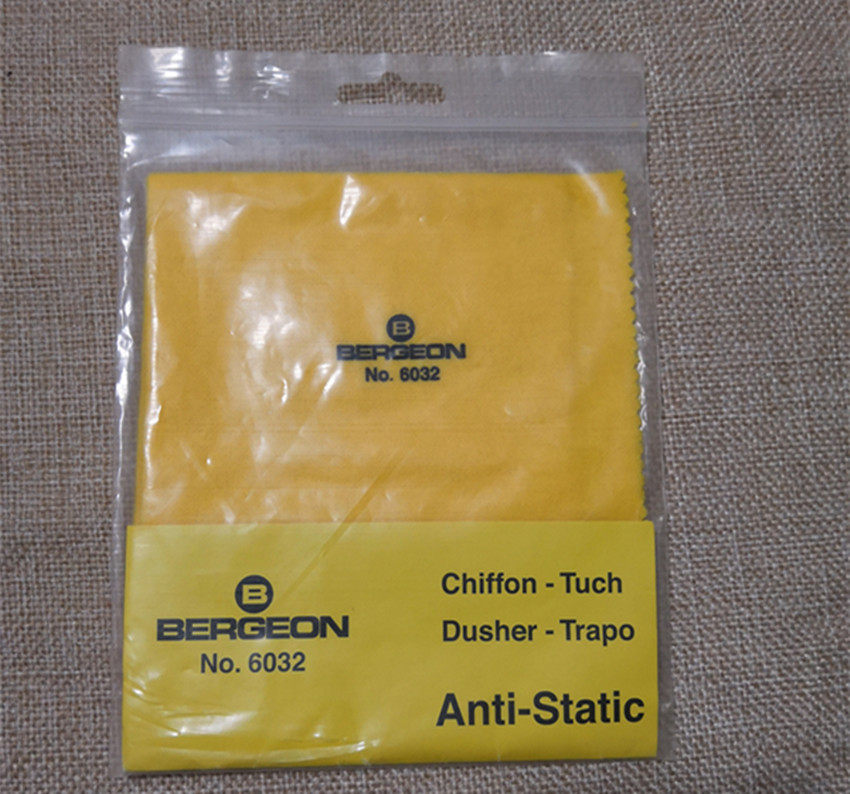 B
BERGEON
No. 6032
B
BERGEON
No. 6032
Chiffon - Tuch
Dusher - Trapo
Anti-Static